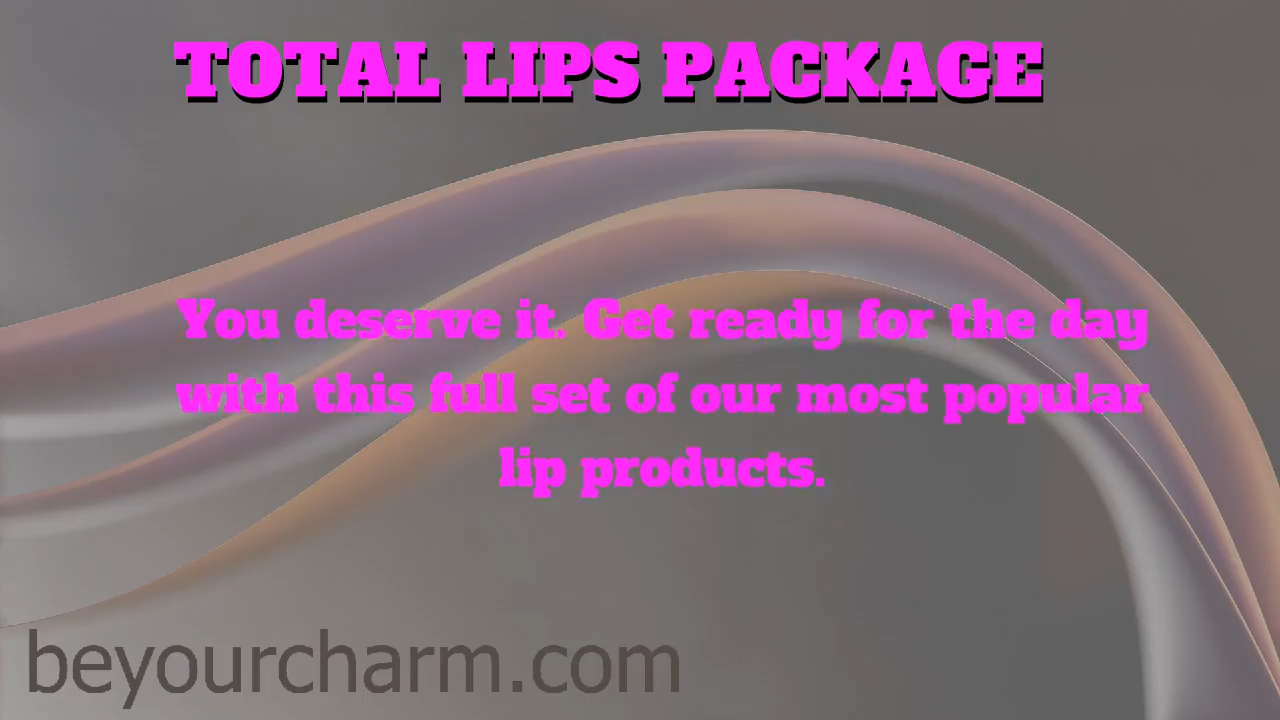 TOTAL LIPS PACKAGE
You deserve it. Get ready for the day
with this full set of our most popular
lip products.
beyourcharm.com